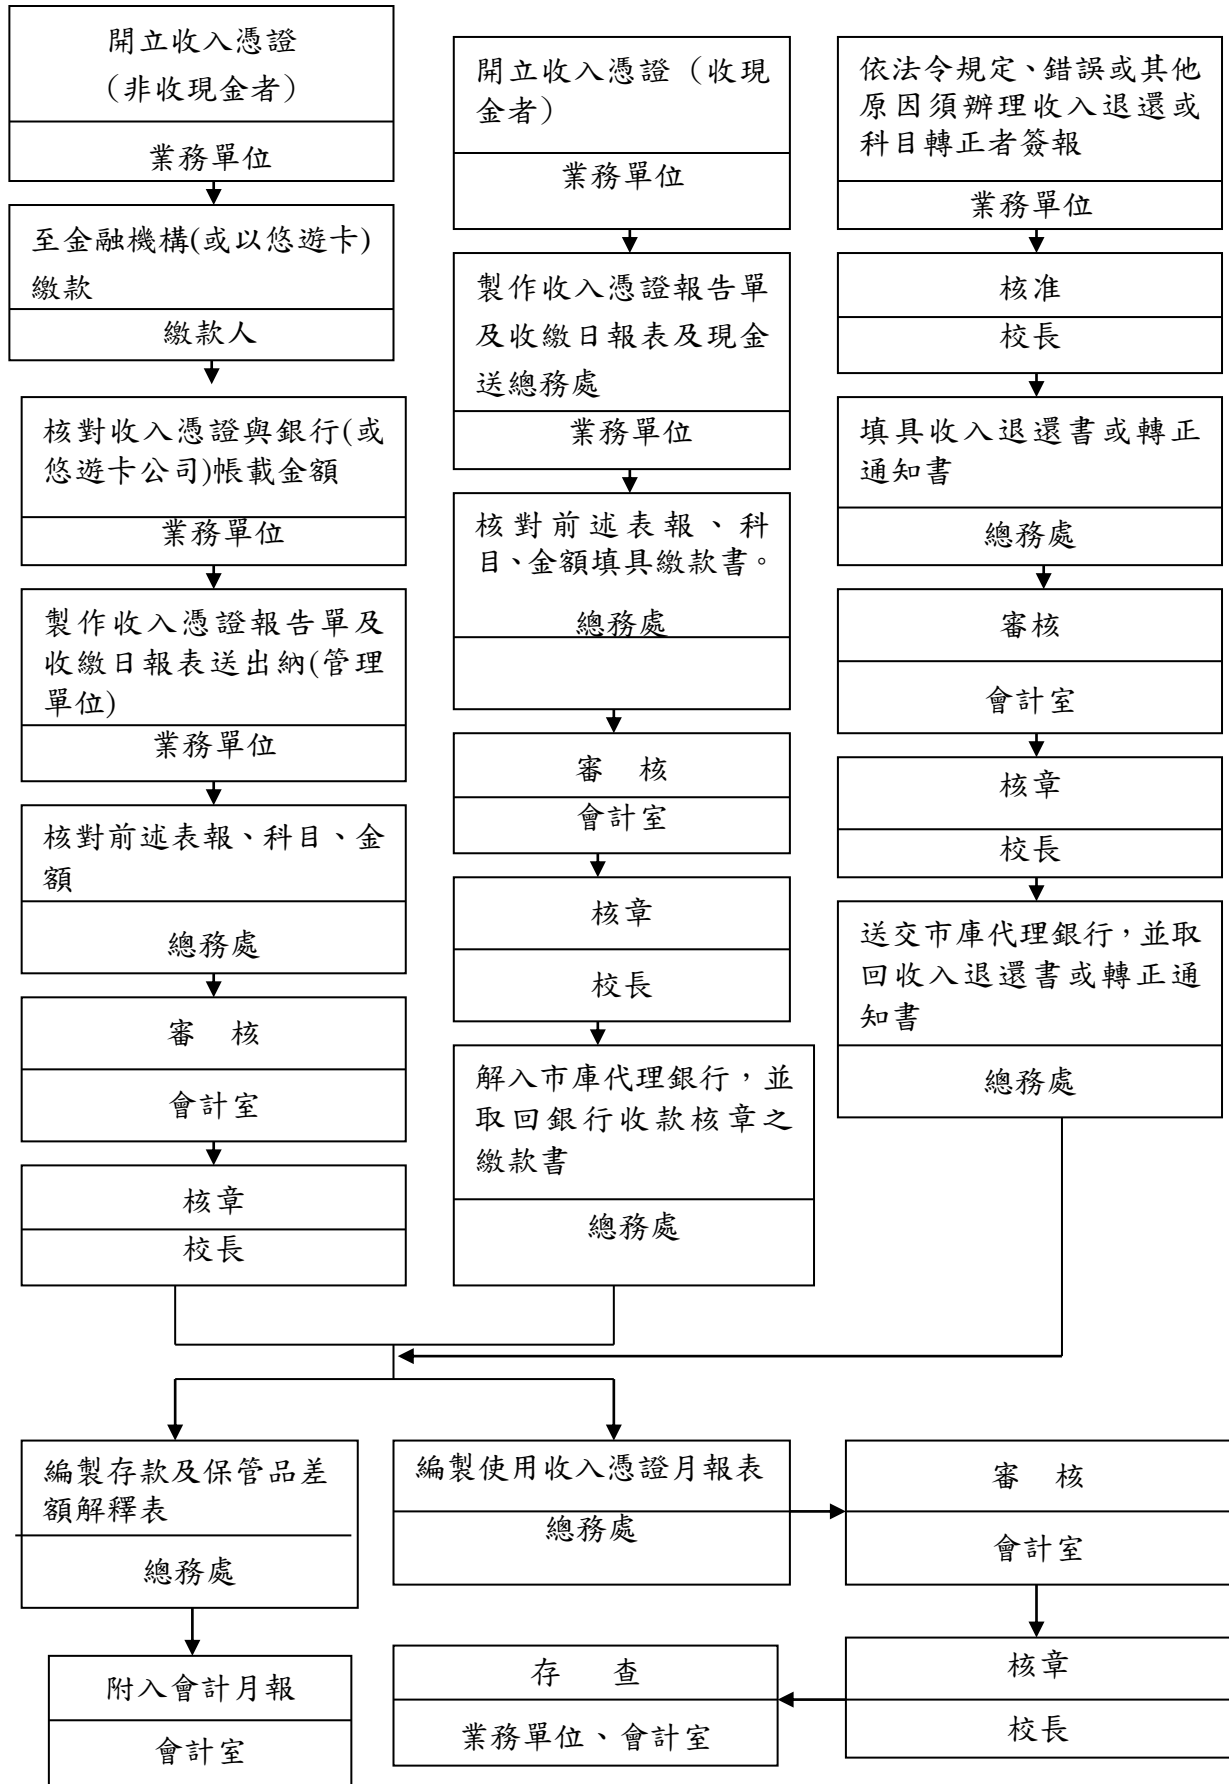 開立收入憑證
（非收現金者）
業務單位
至金融機構(或以悠遊卡)
繳款
繳款人
核對收入憑證與銀行(或
悠遊卡公司)帳載金額
業務單位
製作收入憑證報告單及
收繳日報表送出納(管理
單位)
業務單位
核對前述表報、科目、金
額
總務處
審　核
會計室
核章
校長
開立收入憑證（收現
金者）
業務單位
製作收入憑證報告單
及收繳日報表及現金
送總務處
業務單位
核對前述表報、科
目、金額填具繳款書。
總務處
審　核
會計室
核章
校長
解入市庫代理銀行，並
取回銀行收款核章之
繳款書
總務處
依法令規定、錯誤或其他
原因須辦理收入退還或
科目轉正者簽報
業務單位
核准
校長
填具收入退還書或轉正
通知書
總務處
審核
會計室
核章
校長
送交市庫代理銀行，並取
回收入退還書或轉正通
知書
總務處
編製存款及保管品差
額解釋表
總務處
附入會計月報
會計室
編製使用收入憑證月報表
總務處
審　核
會計室
核章
校長
存　查
業務單位、會計室